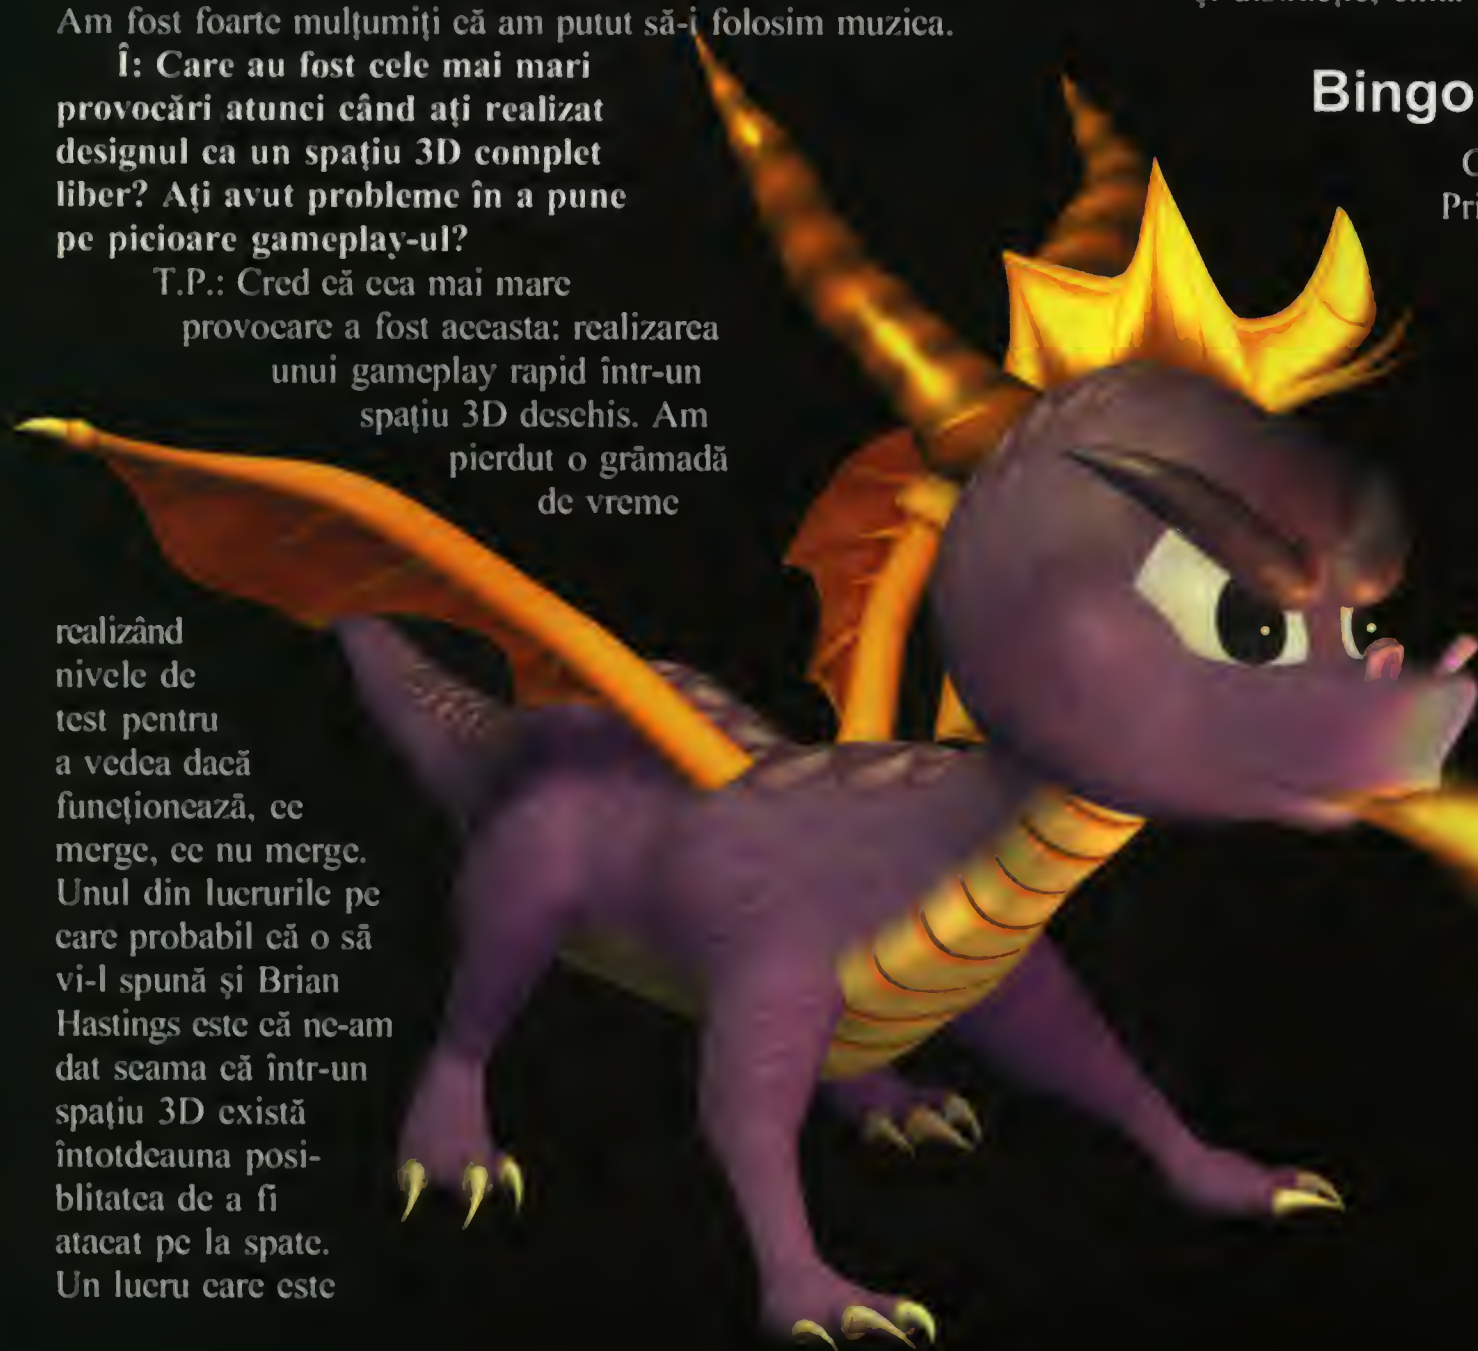 Am fost foarte mulţumiţi că am putut să-i folosim muzica.
Î: Care au fost cele mai mari
provocări atunci când aţi realizat
designul ca un spaţiu 3D complet
liber? Aţi avut probleme în a pune
pe picioare gameplay-ul?
T.P.: Cred că cea mai mare
provocare a fost aceasta: realizarea
unui gameplay rapid într-un
spaţiu 3D deschis. Am
pierdut o grămadă
de vreme
realizând
nivele de
test pentru
a vedea dacă
funcţionează, ce
merge, ce nu merge.
Unul din lucrurile pe
care probabil că o să
vi-l spună şi Brian
Hastings este că ne-am
dat seama că într-un
spaţiu 3D există
întotdeauna posi-
blitatea de a fi
atacat pe la spate.
Un lucru care este
Bingo